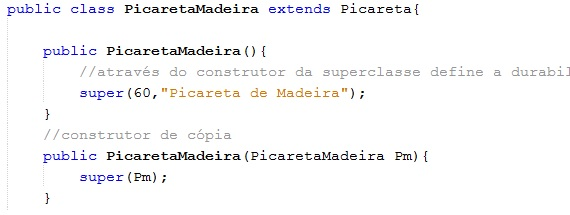 public class PicaretaMadeira extends Picareta{
public PicaretaMadeira(){
//através do construtor da superclasse define a durabil
super(60,"Picareta de Madeira");
}
//construtor de cópia
public PicaretaMadeira(PicaretaMadeira Pm){
super(Pm);
}